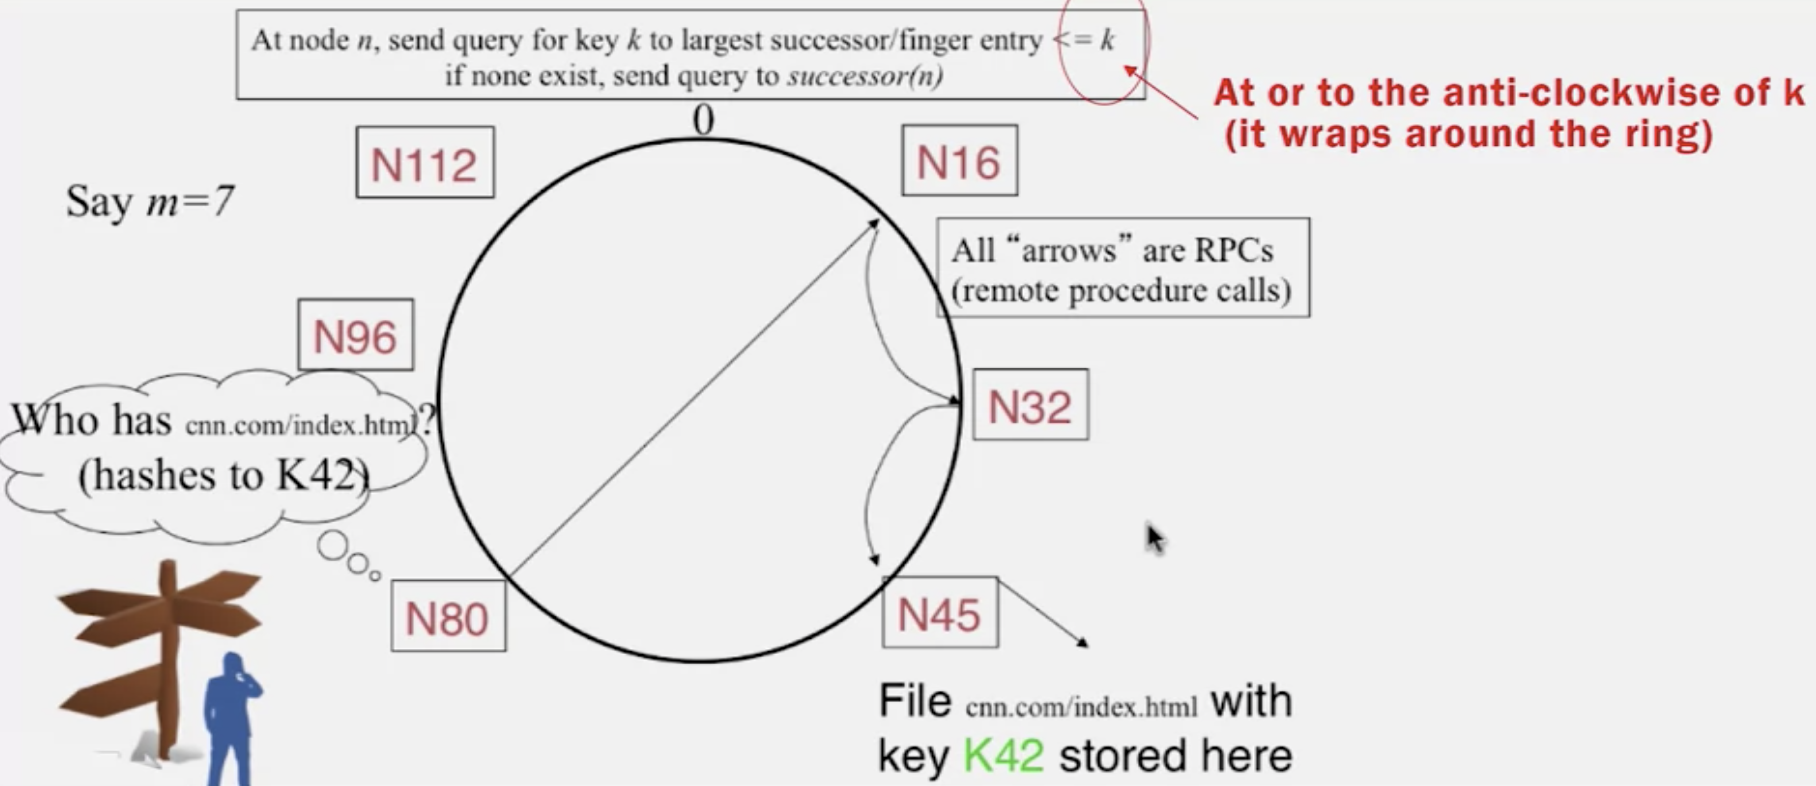 At node n, send query for key k to largest successor/finger entry <= k
if none exist, send query to successor(n)
At or to the anti-clockwise of k
(it wraps around the ring)
0
N112
N16
Say m=7
All “arrows” are RPCs
(remote procedure calls)
N96
N32
Who has cnn.com/index.html?
(hashes to K42)
N80
N45
File cnn.com/index.html with
key K42 stored here